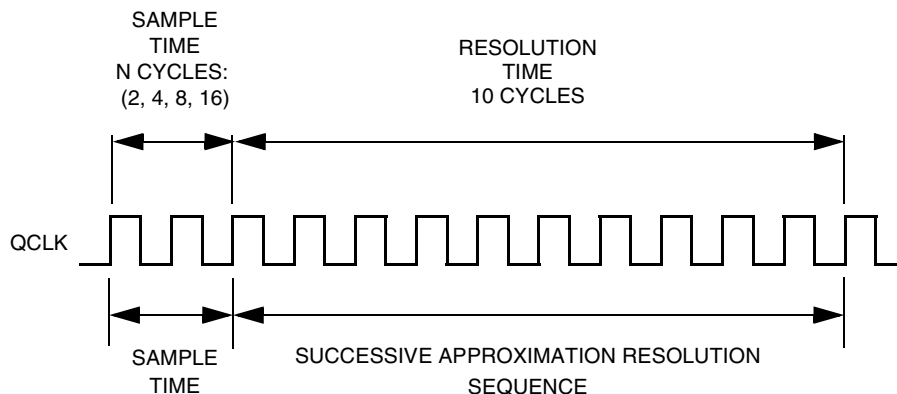 SAMPLE
TIME
N CYCLES:
(2, 4, 8, 16)
RESOLUTION
TIME
10 CYCLES
QCLK
SAMPLE
TIME
SUCCESSIVE APPROXIMATION RESOLUTION
SEQUENCE